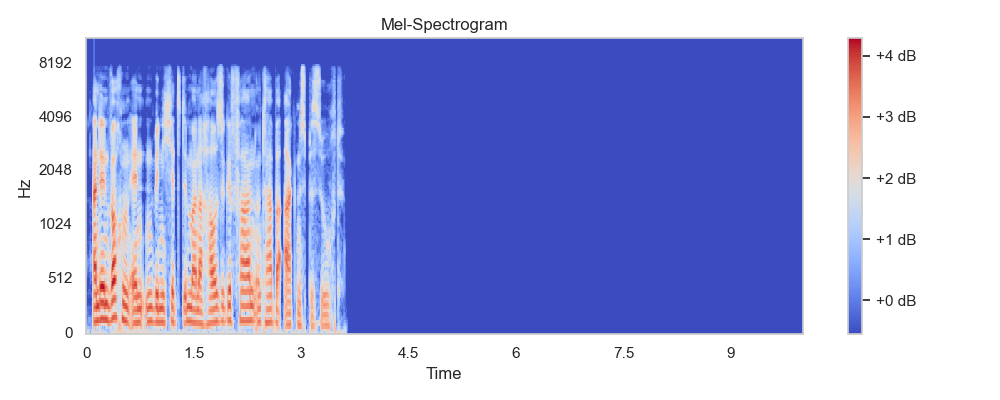 Mel-Spectrogram
8192
4096
2048
1024
512
0
Hz
0 1.5 3 4.5 6 7.5 9
Time
+4 dB
+3 dB
+2 dB
+1 dB
+0 dB